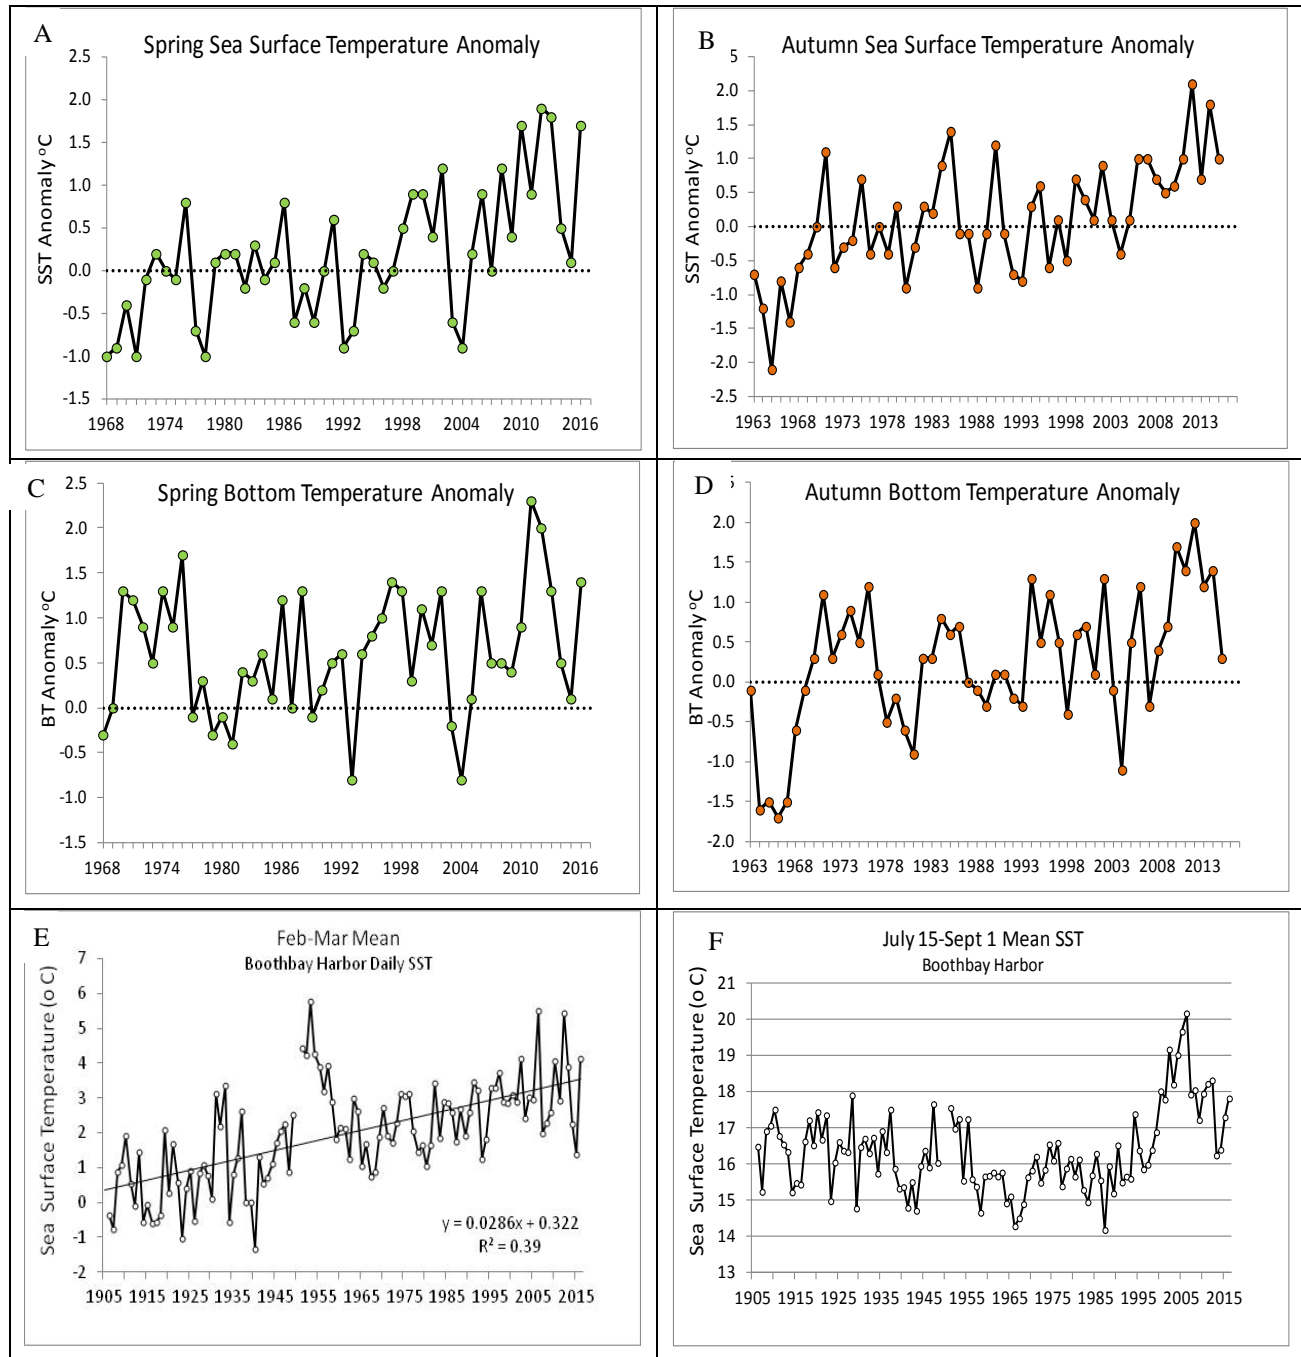 A
Spring Sea Surface Temperature Anomaly
SST Anomaly ºC
2.5
2.0
1.5
1.0
0.5
0.0
-0.5
-1.0
-1.5
1968 1974 1980 1986 1992 1998 2004 2010 2016
B
Autumn Sea Surface Temperature Anomaly
SST Anomaly ºC
5
2.0
1.5
1.0
0.5
0.0
-0.5
-1.0
-1.5
-2.0
-2.5
1963 1968 1973 1978 1983 1988 1993 1998 2003 2008 2013
C
Spring Bottom Temperature Anomaly
BT Anomaly ºC
2.5
2.0
1.5
1.0
0.5
0.0
-0.5
-1.0
-1.5
1968 1974 1980 1986 1992 1998 2004 2010 2016
D
Autumn Bottom Temperature Anomaly
BT Anomaly ºC
2.0
1.5
1.0
0.5
0.0
-0.5
-1.0
-1.5
-2.0
1963 1968 1973 1978 1983 1988 1993 1998 2003 2008 2013
E
Feb-Mar Mean
Boothbay Harbor Daily SST
Sea Surface Temperature (o C)
7
6
5
4
3
2
1
0
-1
-2
y = 0.0286x + 0.322
R² = 0.39
1905 1915 1925 1935 1945 1955 1965 1975 1985 1995 2005 2015
F
July 15-Sept 1 Mean SST
Boothbay Harbor
Sea Surface Temperature (o C)
21
20
19
18
17
16
15
14
13
1905 1915 1925 1935 1945 1955 1965 1975 1985 1995 2005 2015